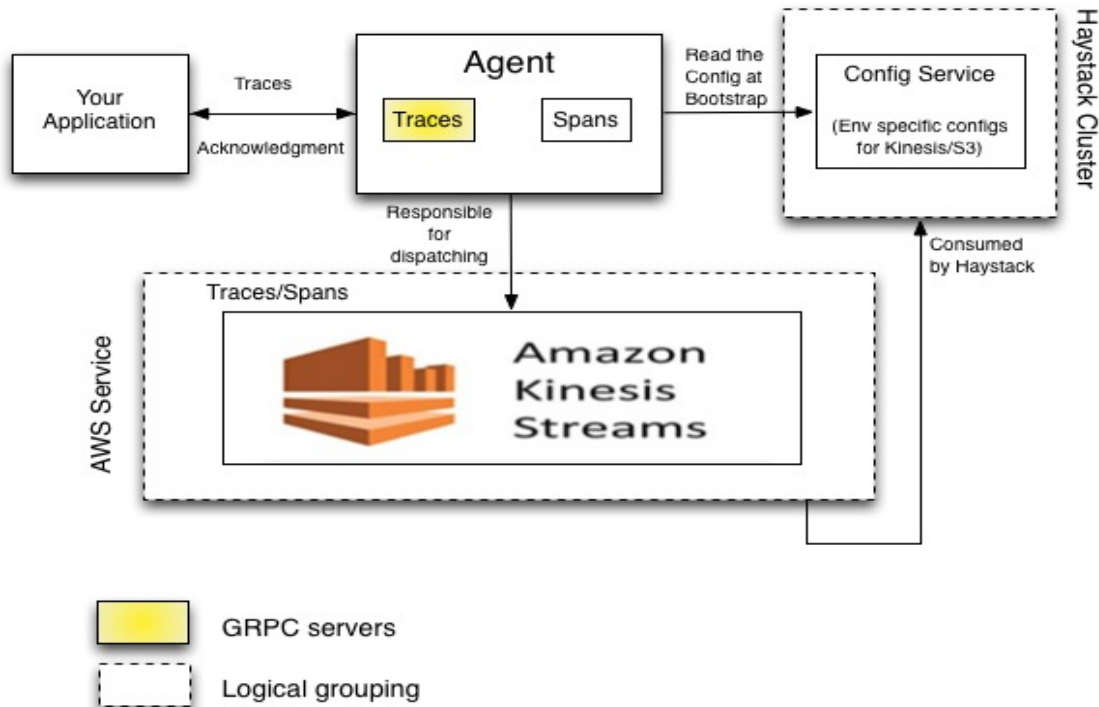 Your
Application
Traces
Acknowledgment
Agent
Traces
Spans
Read the
Config at
Bootstrap
Config Service
(Env specific configs
for Kinesis/S3)
Haystack Cluster
Responsible
for
dispatching
Consumed
by Haystack
AWS Service
Traces/Spans
Amazon
Kinesis
Streams
GRPC servers
Logical grouping